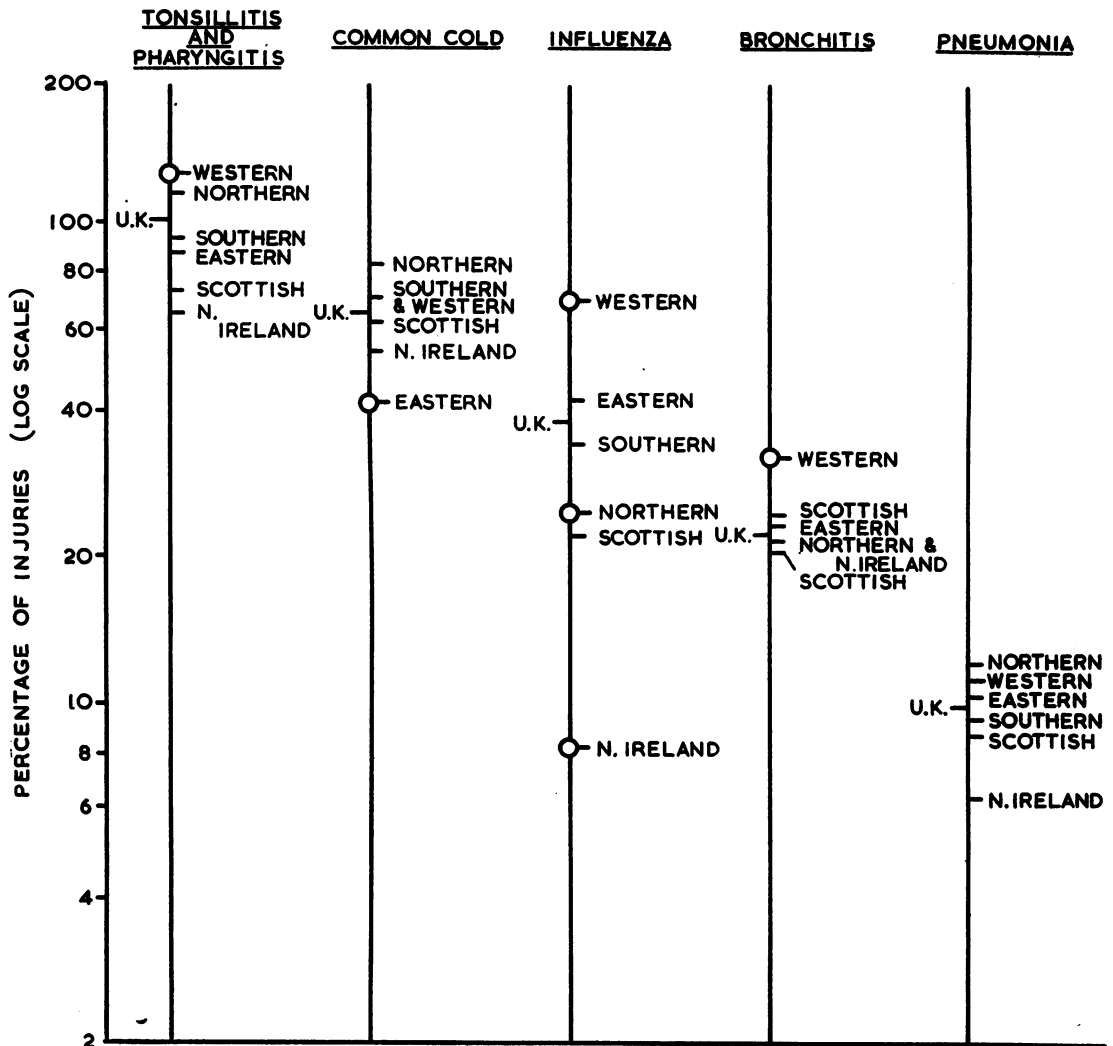 TONSILLITIS
AND
PHARYNGITIS
COMMON COLD
INFLUENZA
BRONCHITIS
PNEUMONIA
PERCENTAGE OF INJURIES (LOG SCALE)
200
100
80
60
40
20
10
8
6
4
2
WESTERN
NORTHERN
U.K.
SOUTHERN
EASTERN
SCOTTISH
N.
IRELAND
NORTHERN
SOUTHERN
& WESTERN
U.K.
SCOTTISH
N. IRELAND
EASTERN
WESTERN
EASTERN
U.K.
SOUTHERN
NORTHERN
SCOTTISH
N. IRELAND
WESTERN
SCOTTISH
EASTERN
U.K.
NORTHERN &
N. IRELAND
SCOTTISH
NORTHERN
WESTERN
EASTERN
U.K.
SOUTHERN
SCOTTISH
N. IRELAND